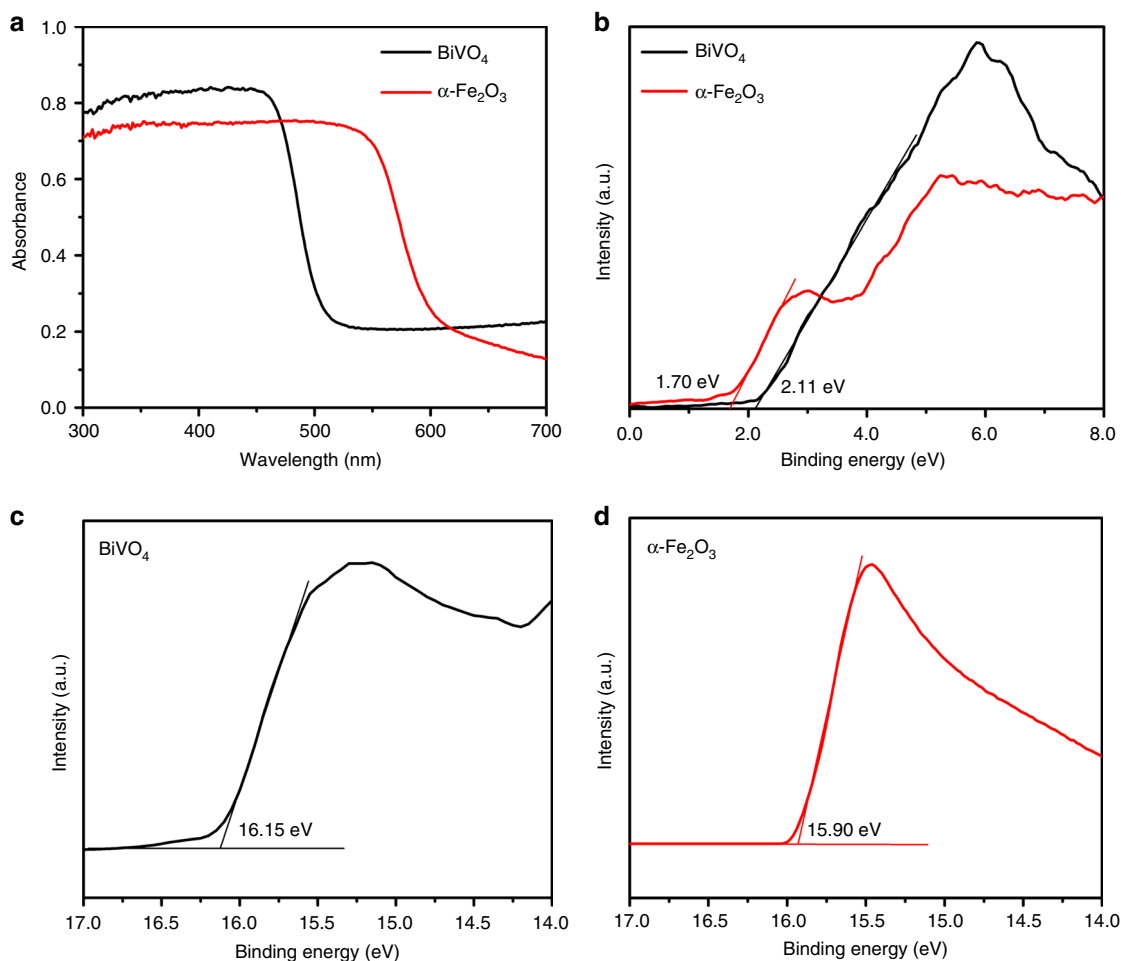 a
1.0
0.8
0.6
0.4
0.2
0.0
Absorbance
BiVO₄
α-Fe₂O₃
300 400 500 600 700
Wavelength (nm)
b
BiVO₄
α-Fe₂O₃
Intensity (a.u.)
1.70 eV
2.11 eV
0.0 2.0 4.0 6.0 8.0
Binding energy (eV)
c
BiVO₄
Intensity (a.u.)
16.15 eV
17.0 16.5 16.0 15.5 15.0 14.5 14.0
Binding energy (eV)
d
α-Fe₂O₃
Intensity (a.u.)
15.90 eV
17.0 16.5 16.0 15.5 15.0 14.5 14.0
Binding energy (eV)